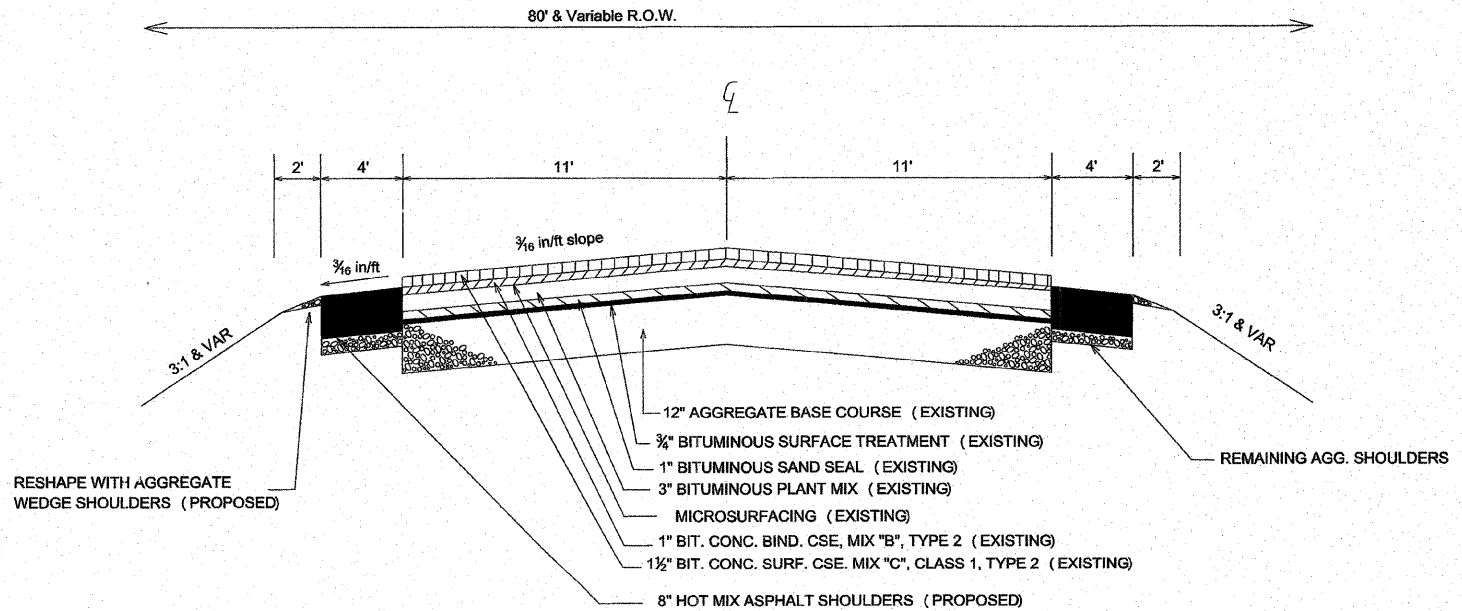 80' & Variable R.O.W.
℄
2'
4'
11'
11'
4'
2'
3/16 in/ft slope
3/16 in/ft
3:1 & VAR
3:1 & VAR
12" AGGREGATE BASE COURSE (EXISTING)
3/4" BITUMINOUS SURFACE TREATMENT (EXISTING)
1" BITUMINOUS SAND SEAL (EXISTING)
3" BITUMINOUS PLANT MIX (EXISTING)
MICROSURFACING (EXISTING)
1" BIT. CONC. BIND. CSE, MIX "B", TYPE 2 (EXISTING)
1½" BIT. CONC. SURF. CSE. MIX "C", CLASS 1, TYPE 2 (EXISTING)
8" HOT MIX ASPHALT SHOULDERS (PROPOSED)
RESHAPE WITH AGGREGATE
WEDGE SHOULDERS (PROPOSED)
REMAINING AGG. SHOULDERS